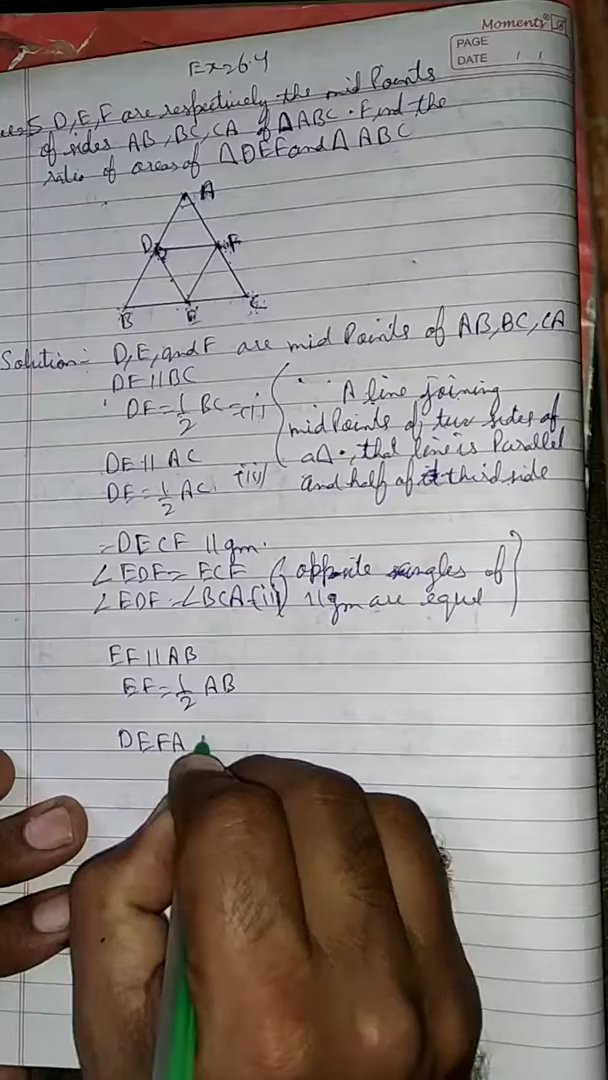 Moments
PAGE
DATE / /
Ex 6.4
Ques 5 D, E, F are respectively the mid Points
of sides AB, BC, CA of Δ ABC. Find the
ratio of areas of Δ DEF and Δ ABC
A
D F
B E C
Solution:- D, E, and F are mid Points of AB, BC, CA
DF || BC
DF = 1/2 BC = (i) { ∵ A line joining
mid Points of two sides of
DE || AC a Δ, that line is Parallel
DE = 1/2 AC, (ii) and half of third side
= DECF ||gm.
∠EDF = ECF { opposite angles of }
∠EDF = ∠BCA (ii) ||gm are equal
EF || AB
EF = 1/2 AB
DEFA